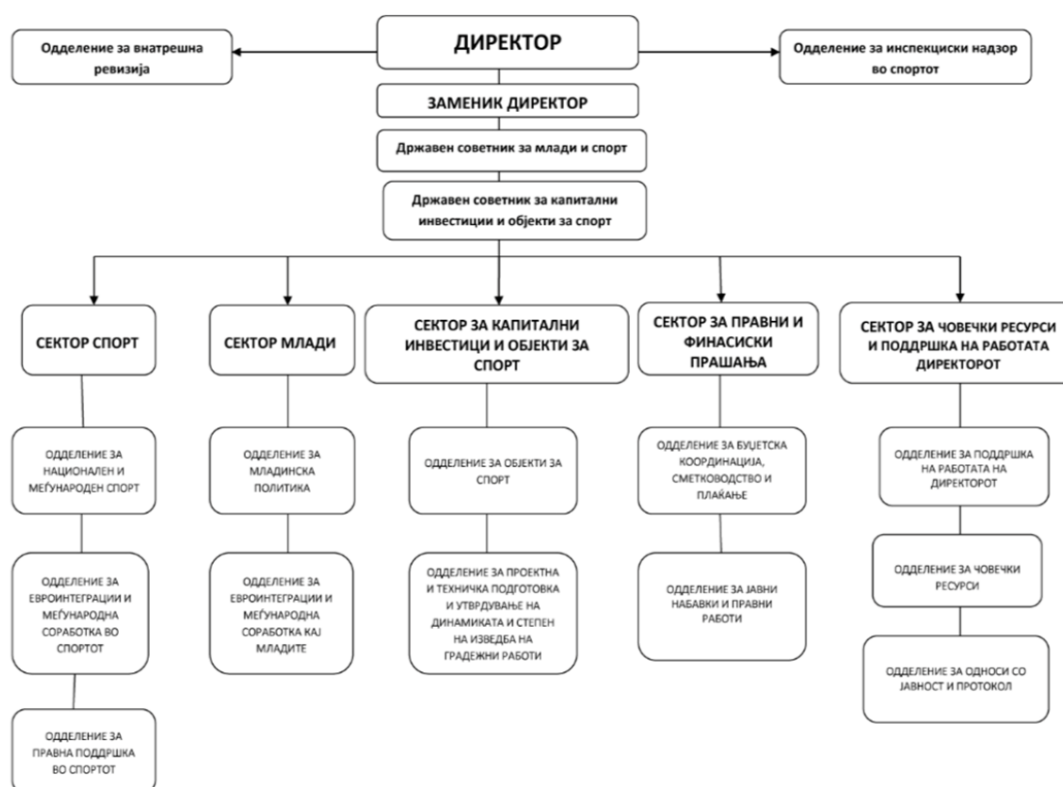 ДИРЕКТОР
Одделение за внатрешна
ревизија
Одделение за инспекциски надзор
во спортот
ЗАМЕНИК ДИРЕКТОР
Државен советник за млади и спорт
Државен советник за капитални
инвестиции и објекти за спорт
СЕКТОР СПОРТ
СЕКТОР МЛАДИ
СЕКТОР ЗА КАПИТАЛНИ
ИНВЕСТИЦИ И ОБЈЕКТИ ЗА
СПОРТ
СЕКТОР ЗА ПРАВНИ И
ФИНАСИСКИ
ПРАШАЊА
СЕКТОР ЗА ЧОВЕЧКИ РЕСУРСИ
И ПОДДРШКА НА РАБОТАТА
ДИРЕКТОРОТ
ОДДЕЛЕНИЕ ЗА
НАЦИОНАЛЕН И
МЕЃУНАРОДЕН СПОРТ
ОДДЕЛЕНИЕ ЗА
МЛАДИНСКА
ПОЛИТИКА
ОДДЕЛЕНИЕ ЗА ОБЈЕКТИ ЗА
СПОРТ
ОДДЕЛЕНИЕ ЗА БУЏЕТСКА
КООРДИНАЦИЈА,
СМЕТКОВОДСТВО И
ПЛАЌАЊЕ
ОДДЕЛЕНИЕ ЗА ПОДДРШКА
НА РАБОТАТА НА
ДИРЕКТОРОТ
ОДДЕЛЕНИЕ ЗА
ЕВРОИНТЕГРАЦИИ И
МЕЃУНАРОДНА
СОРАБОТКА ВО
СПОРТОТ
ОДДЕЛЕНИЕ ЗА
ЕВРОИНТЕГРАЦИИ И
МЕЃУНАРОДНА
СОРАБОТКА КАЈ
МЛАДИТЕ
ОДДЕЛЕНИЕ ЗА ПРОЕКТНА
И ТЕХНИЧКА ПОДГОТОВКА
И УТВРДУВАЊЕ НА
ДИНАМИКАТА И СТЕПЕН
НА ИЗВЕДБА НА
ГРАДЕЖНИ РАБОТИ
ОДДЕЛЕНИЕ ЗА ЈАВНИ
НАБАВКИ И ПРАВНИ
РАБОТИ
ОДДЕЛЕНИЕ ЗА ЧОВЕЧКИ
РЕСУРСИ
ОДДЕЛЕНИЕ ЗА ОДНОСИ СО
ЈАВНОСТ И ПРОТОКОЛ
ОДДЕЛЕНИЕ ЗА
ПРАВНА ПОДДРШКА
ВО СПОРТОТ